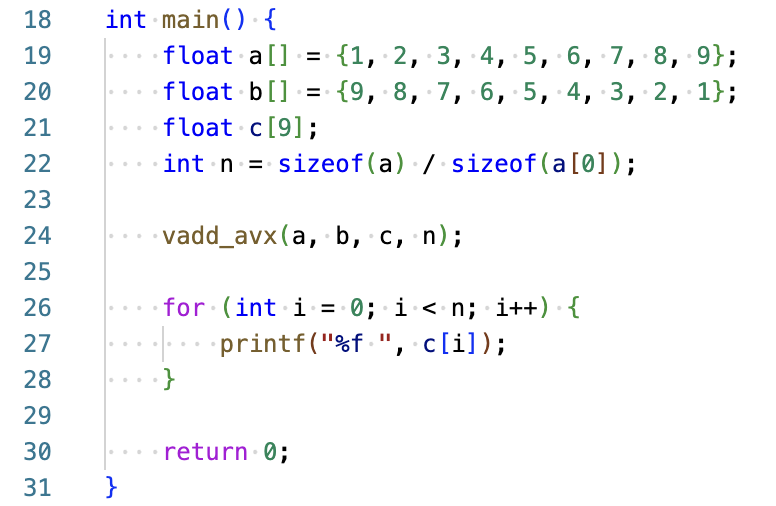 18 int main() {
19     float a[] = {1, 2, 3, 4, 5, 6, 7, 8, 9};
20     float b[] = {9, 8, 7, 6, 5, 4, 3, 2, 1};
21     float c[9];
22     int n = sizeof(a) / sizeof(a[0]);
23
24     vadd_avx(a, b, c, n);
25
26     for (int i = 0; i < n; i++) {
27         printf("%f ", c[i]);
28     }
29
30     return 0;
31 }